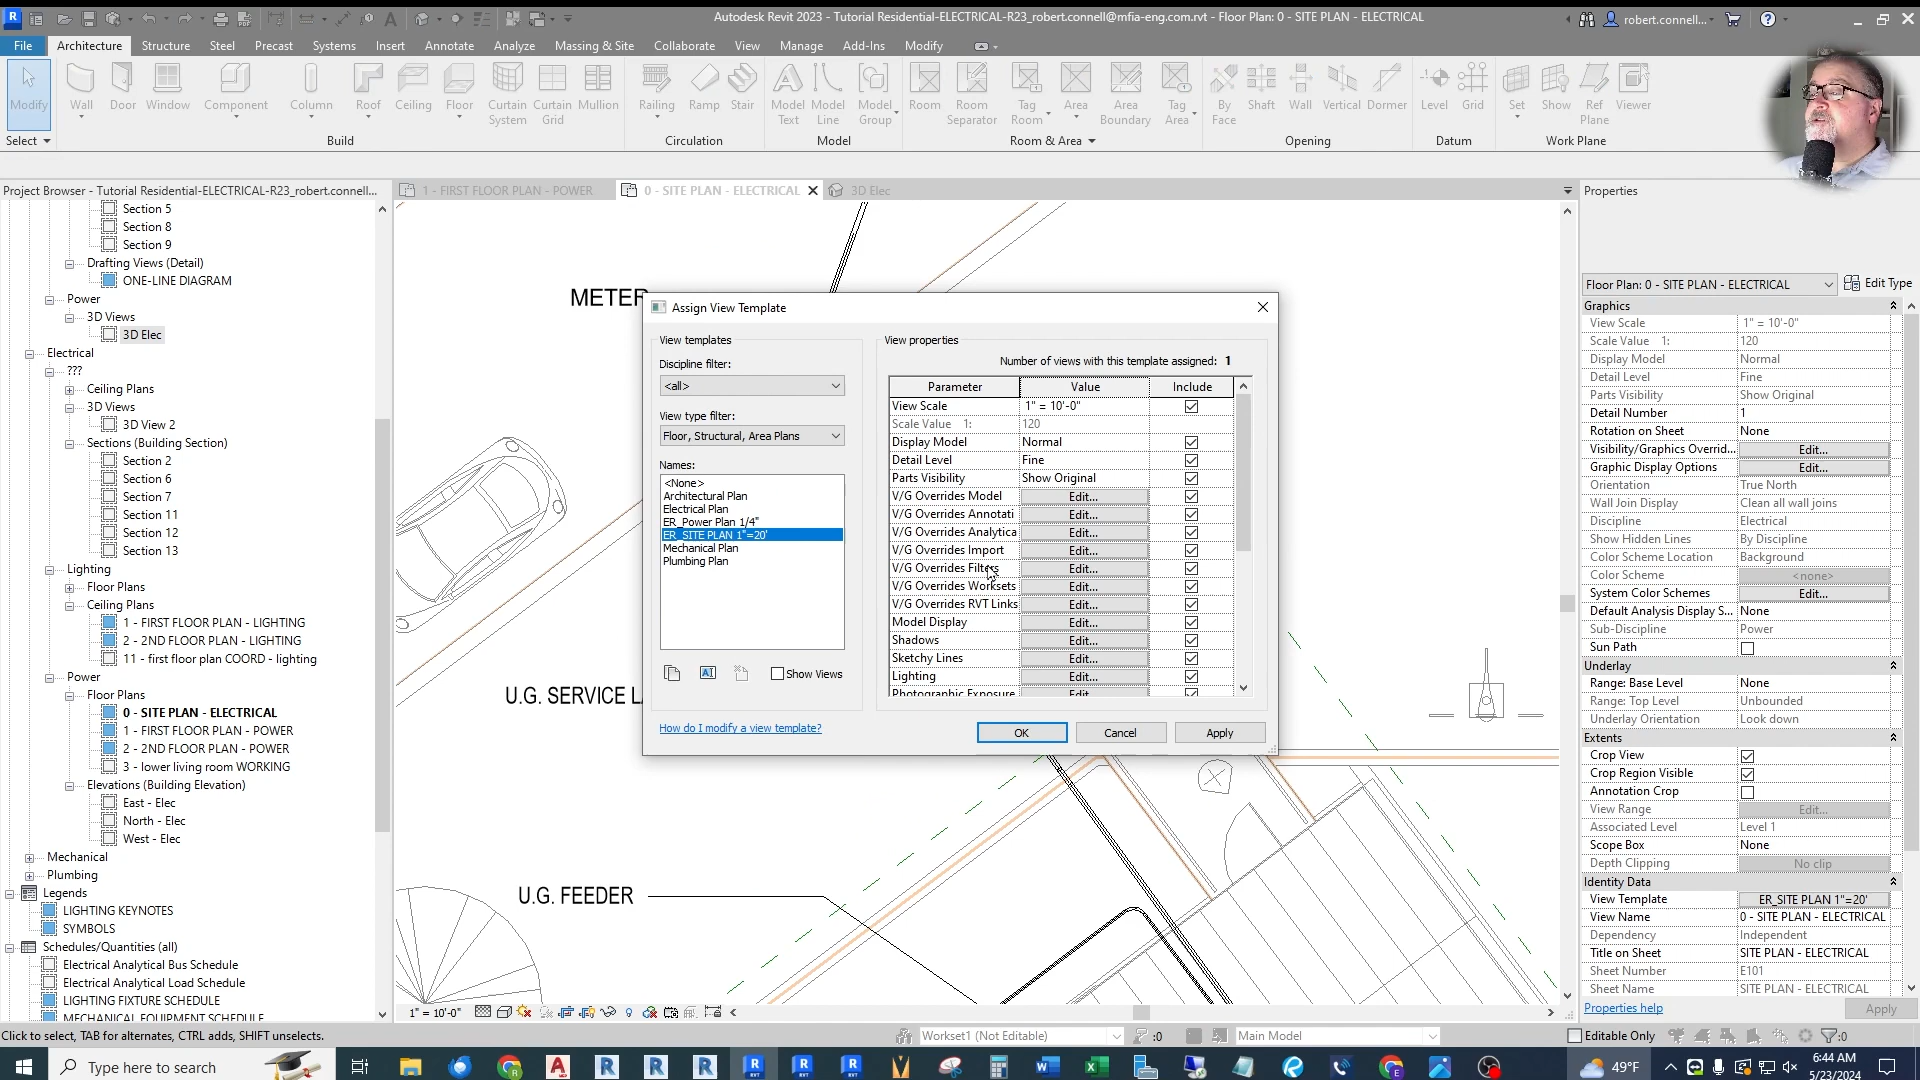 Autodesk Revit 2023 - Tutorial Residential-ELECTRICAL-R23_robert.connell@mfia-eng.com.rvt - Floor Plan: 0 - SITE PLAN - ELECTRICAL
robert.connell...
File Architecture Structure Steel Precast Systems Insert Annotate Analyze Massing & Site Collaborate View Manage Add-Ins Modify
Modify Wall Door Window Component Column Roof Ceiling Floor Curtain System Curtain Grid Mullion Railing Ramp Stair Model Text Model Line Model Group Room Room Separator Tag Room Area Area Boundary Tag Area By Face Shaft Wall Vertical Dormer Level Grid Set Show Ref Plane Viewer
Select Build Circulation Model Room & Area Opening Datum Work Plane
Project Browser - Tutorial Residential-ELECTRICAL-R23_robert.connell...
Section 5
Section 8
Section 9
Drafting Views (Detail)
ONE-LINE DIAGRAM
Power
3D Views
3D Elec
Electrical
???
Ceiling Plans
3D Views
3D View 2
Sections (Building Section)
Section 2
Section 6
Section 7
Section 11
Section 12
Section 13
Lighting
Floor Plans
Ceiling Plans
1 - FIRST FLOOR PLAN - LIGHTING
2 - 2ND FLOOR PLAN - LIGHTING
11 - first floor plan COORD - lighting
Power
Floor Plans
0 - SITE PLAN - ELECTRICAL
1 - FIRST FLOOR PLAN - POWER
2 - 2ND FLOOR PLAN - POWER
3 - lower living room WORKING
Elevations (Building Elevation)
East - Elec
North - Elec
West - Elec
Mechanical
Plumbing
Legends
LIGHTING KEYNOTES
SYMBOLS
Schedules/Quantities (all)
Electrical Analytical Bus Schedule
Electrical Analytical Load Schedule
LIGHTING FIXTURE SCHEDULE
MECHANICAL EQUIPMENT SCHEDULE
1 - FIRST FLOOR PLAN - POWER 0 - SITE PLAN - ELECTRICAL 3D Elec
METER
U.G. SERVICE L
U.G. FEEDER
Assign View Template
View templates
Discipline filter:
<all>
View type filter:
Floor, Structural, Area Plans
Names:
<None>
Architectural Plan
Electrical Plan
ER_Power Plan 1/4"
ER_SITE PLAN 1"=20'
Mechanical Plan
Plumbing Plan
Show Views
How do I modify a view template?
View properties
Number of views with this template assigned: 1
Parameter Value Include
View Scale 1" = 10'-0"
Scale Value 1: 120
Display Model Normal
Detail Level Fine
Parts Visibility Show Original
V/G Overrides Model Edit...
V/G Overrides Annotati Edit...
V/G Overrides Analytica Edit...
V/G Overrides Import Edit...
V/G Overrides Filters Edit...
V/G Overrides Worksets Edit...
V/G Overrides RVT Links Edit...
Model Display Edit...
Shadows Edit...
Sketchy Lines Edit...
Lighting Edit...
Photographic Exposure Edit
OK Cancel Apply
Properties
Floor Plan: 0 - SITE PLAN - ELECTRICAL Edit Type
Graphics
View Scale 1" = 10'-0"
Scale Value 1: 120
Display Model Normal
Detail Level Fine
Parts Visibility Show Original
Detail Number 1
Rotation on Sheet None
Visibility/Graphics Overrid... Edit...
Graphic Display Options Edit...
Orientation True North
Wall Join Display Clean all wall joins
Discipline Electrical
Show Hidden Lines By Discipline
Color Scheme Location Background
Color Scheme <none>
System Color Schemes Edit...
Default Analysis Display S... None
Sub-Discipline Power
Sun Path
Underlay
Range: Base Level None
Range: Top Level Unbounded
Underlay Orientation Look down
Extents
Crop View
Crop Region Visible
Annotation Crop
View Range Edit...
Associated Level Level 1
Scope Box None
Depth Clipping No clip
Identity Data
View Template ER_SITE PLAN 1"=20'
View Name 0 - SITE PLAN - ELECTRICAL
Dependency Independent
Title on Sheet SITE PLAN - ELECTRICAL
Sheet Number E101
Sheet Name SITE PLAN - ELECTRICAL
Properties help Apply
1" = 10'-0"
Click to select, TAB for alternates, CTRL adds, SHIFT unselects. Workset1 (Not Editable) :0 Main Model Editable Only :0
Type here to search 49°F 6:44 AM
5/23/2024